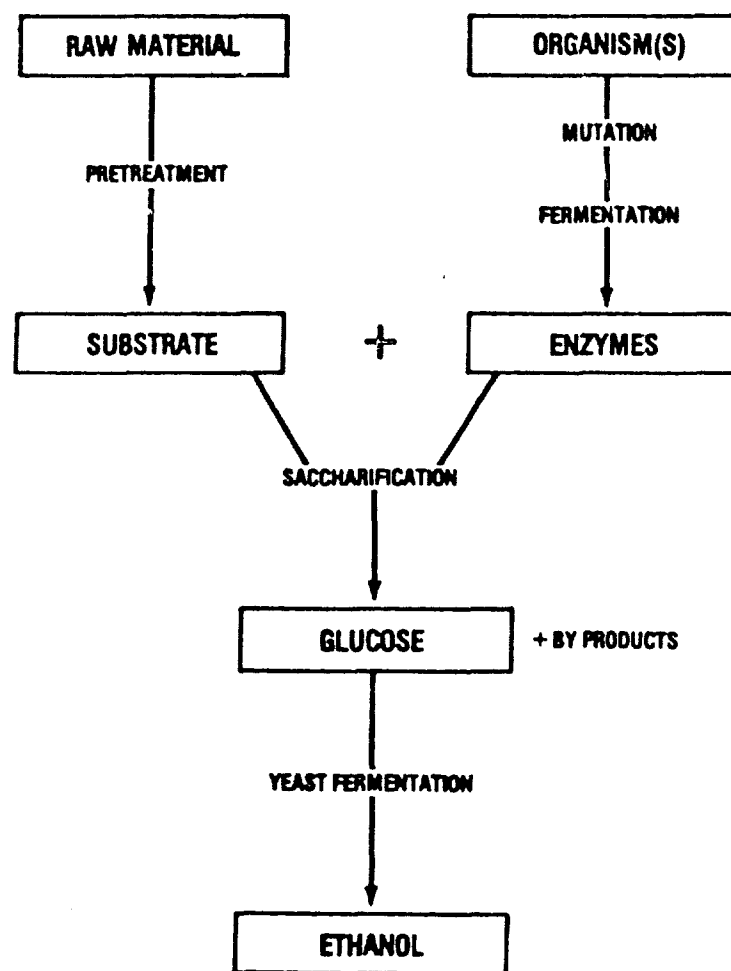 RAW MATERIAL
ORGANISM(S)
MUTATION
PRETREATMENT
FERMENTATION
SUBSTRATE
+
ENZYMES
SACCHARIFICATION
GLUCOSE
+ BY PRODUCTS
YEAST FERMENTATION
ETHANOL